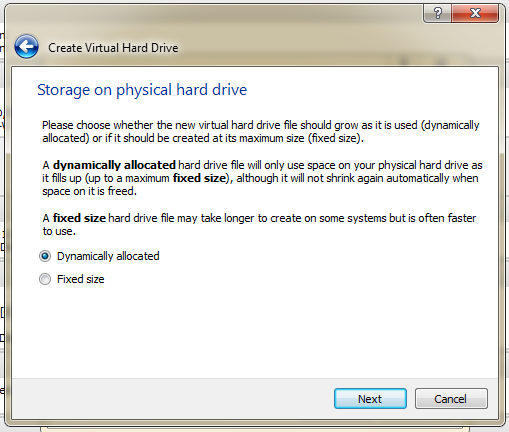 Create Virtual Hard Drive
Storage on physical hard drive
Please choose whether the new virtual hard drive file should grow as it is used (dynamically
allocated) or if it should be created at its maximum size (fixed size).
A dynamically allocated hard drive file will only use space on your physical hard drive as
it fills up (up to a maximum fixed size), although it will not shrink again automatically when
space on it is freed.
A fixed size hard drive file may take longer to create on some systems but is often faster
to use.
Dynamically allocated
Fixed size
Next
Cancel